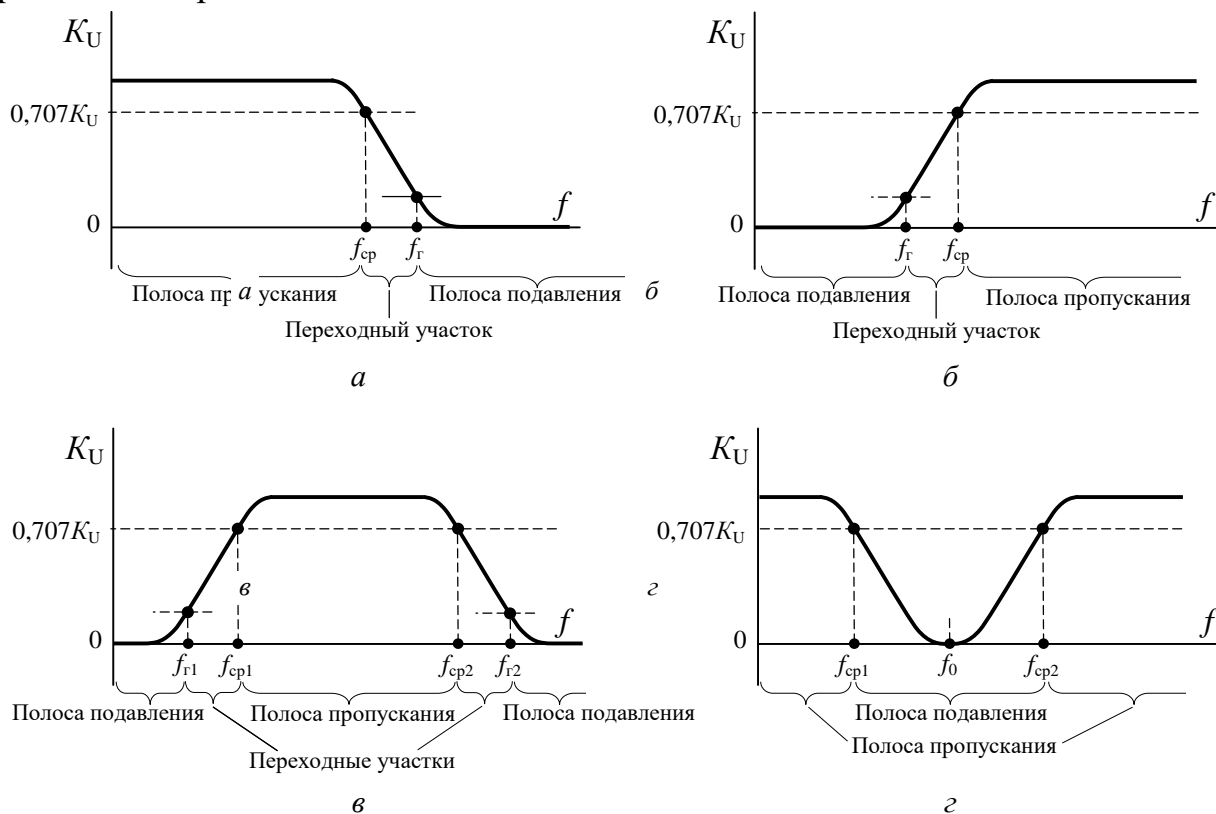 K_U
0,707K_U
0
f
f_ср f_г
Полоса пр а ускания
Полоса подавления
Переходный участок
а
б
K_U
0,707K_U
0
f
f_г f_ср
Полоса подавления
Полоса пропускания
Переходный участок
б
K_U
0,707K_U
0
в
f
f_г1 f_ср1 f_ср2 f_г2
Полоса подавления Полоса пропускания Полоса подавления
Переходные участки
в
г
K_U
0,707K_U
0
f
f_ср1 f_0 f_ср2
Полоса подавления
Полоса пропускания
г